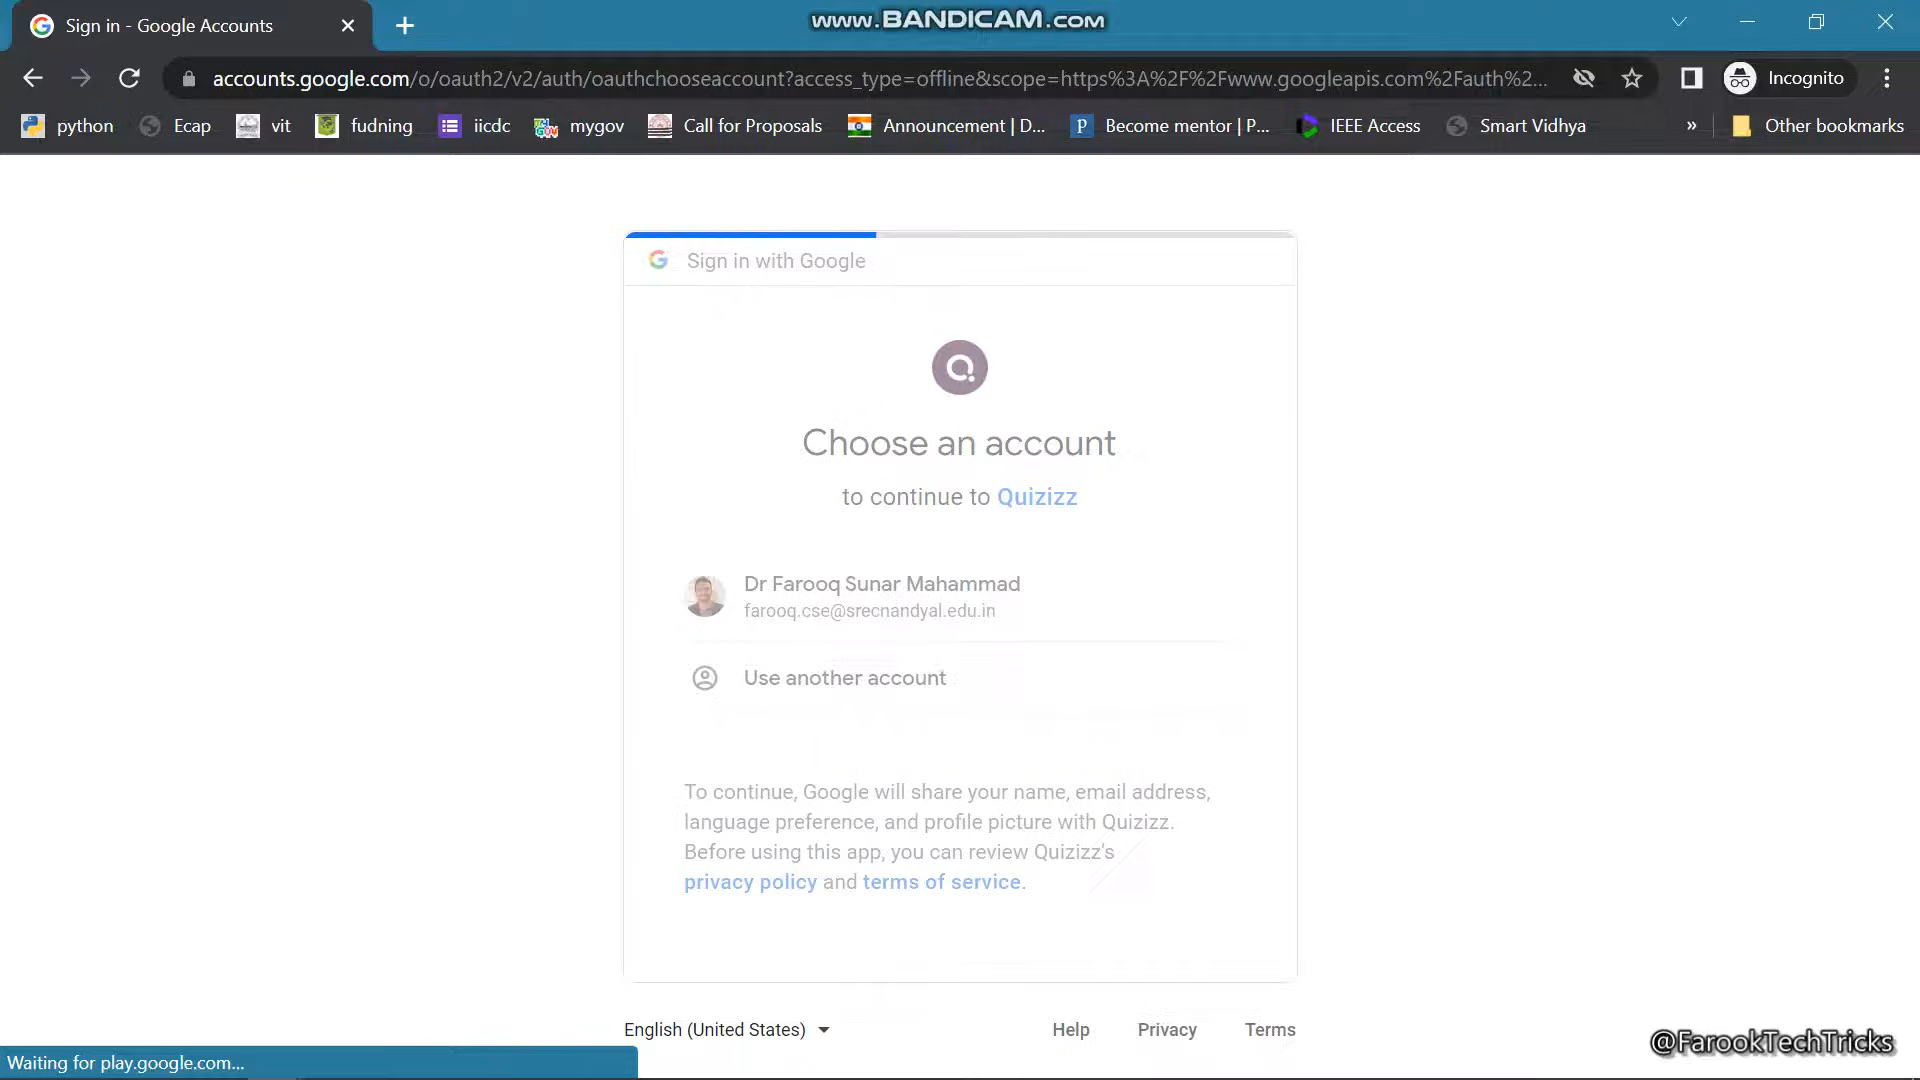 Sign in - Google Accounts
www.BANDICAM.com
accounts.google.com/o/oauth2/v2/auth/oauthchooseaccount?access_type=offline&scope=https%3A%2F%2Fwww.googleapis.com%2Fauth%2...
Incognito
python
Ecap
vit
fudning
iicdc
mygov
Call for Proposals
Announcement | D...
Become mentor | P...
IEEE Access
Smart Vidhya
»
Other bookmarks
Sign in with Google
Choose an account
to continue to Quizizz
Dr Farooq Sunar Mahammad
farooq.cse@srecnandyal.edu.in
Use another account
To continue, Google will share your name, email address,
language preference, and profile picture with Quizizz.
Before using this app, you can review Quizizz's
privacy policy and terms of service.
English (United States)
Help
Privacy
Terms
@FarookTechTricks
Waiting for play.google.com...